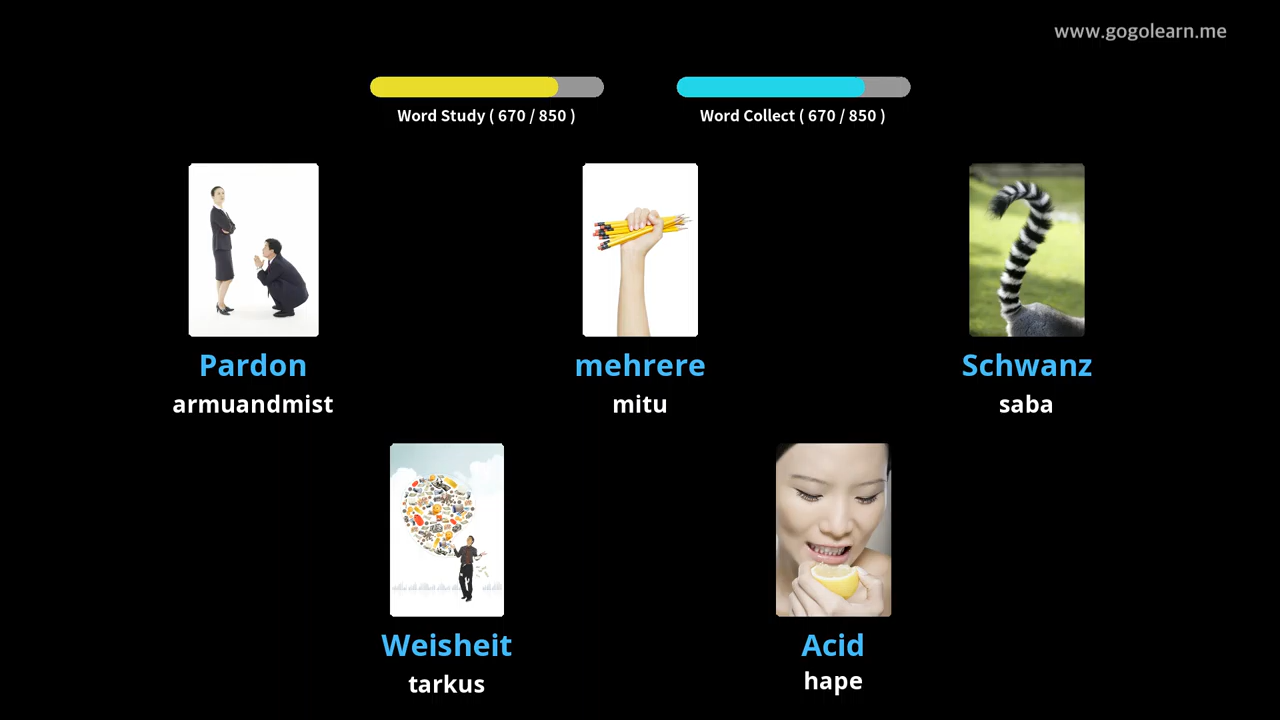 www.gogolearn.me
Word Study ( 670 / 850 )
Word Collect ( 670 / 850 )
Pardon
armuandmist
mehrere
mitu
Schwanz
saba
Weisheit
tarkus
Acid
hape